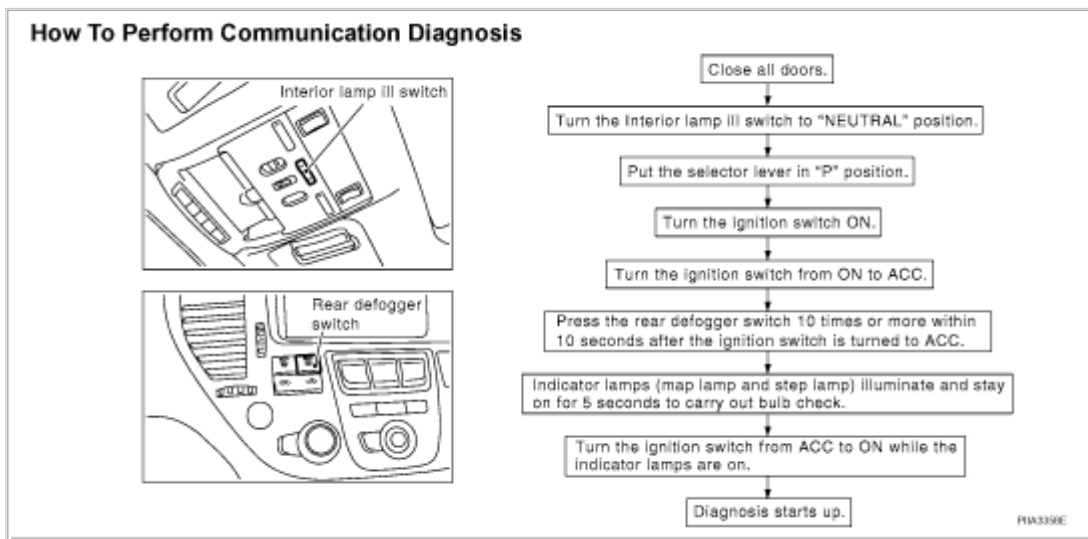 How To Perform Communication Diagnosis
Interior lamp ill switch
Rear defogger
switch
Close all doors.
Turn the Interior lamp ill switch to "NEUTRAL" position.
Put the selector lever in "P" position.
Turn the ignition switch ON.
Turn the ignition switch from ON to ACC.
Press the rear defogger switch 10 times or more within
10 seconds after the ignition switch is turned to ACC.
Indicator lamps (map lamp and step lamp) illuminate and stay
on for 5 seconds to carry out bulb check.
Turn the ignition switch from ACC to ON while the
indicator lamps are on.
Diagnosis starts up.
PIIA3358E